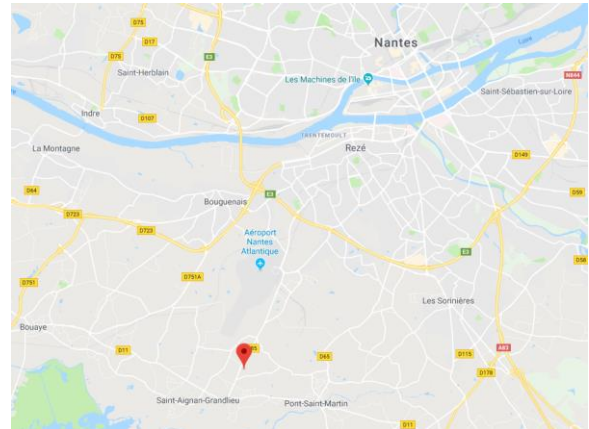 D75
D17
E3
D75
Nantes
Loire
Saint-Herblain
Les Machines de l'île
N844
Saint-Sébastien-sur-Loire
Indre
D107
TRENTEMOULT
Rezé
La Montagne
D149
D64
E3
D59
Bouguenais
D723
D723
Aéroport
Nantes
Atlantique
E3
D58
D751A
D751
Les Sorinières
Bouaye
D11
D65
D115
A83
D178
Saint-Aignan-Grandlieu
Pont-Saint-Martin
D11